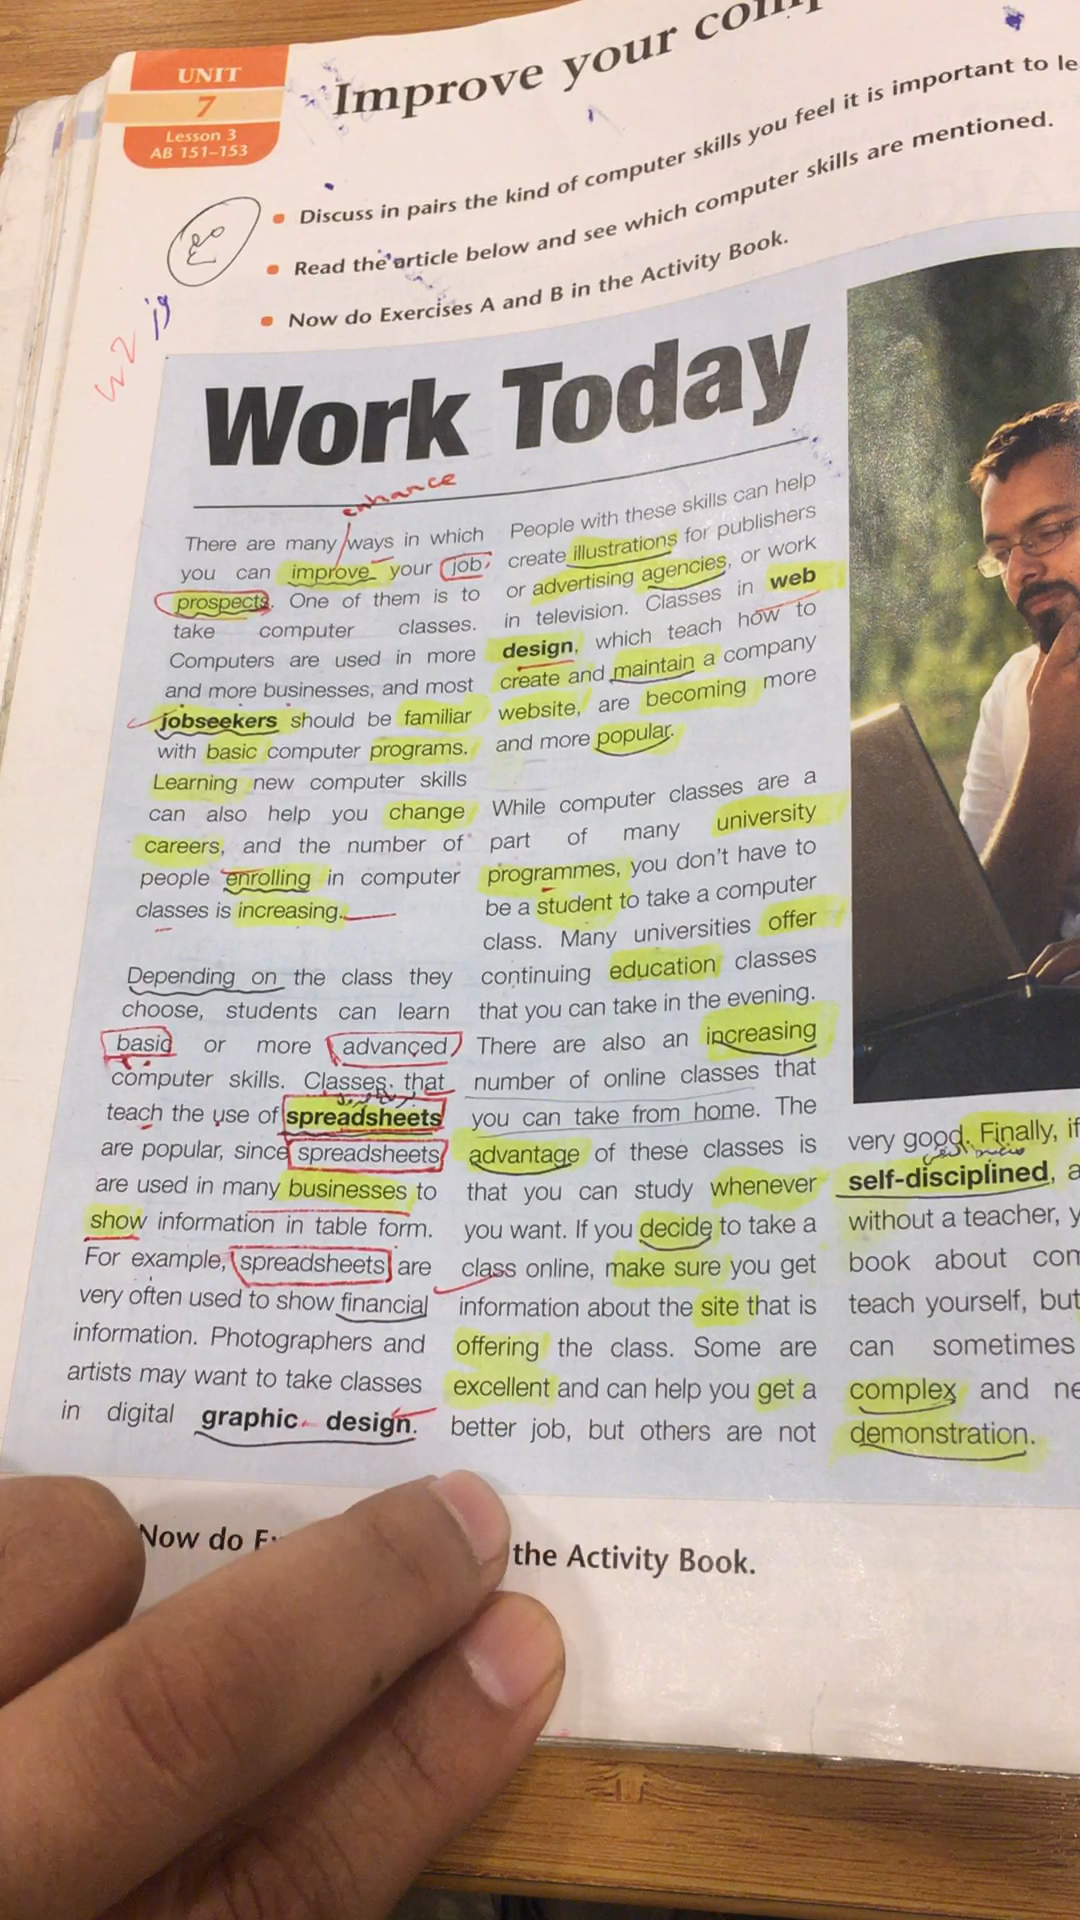 UNIT
7
Lesson 3
AB 151–153
Improve your
Discuss in pairs the kind of computer skills you feel it is important to le
Read the article below and see which computer skills are mentioned.
Now do Exercises A and B in the Activity Book.
Work Today
enhance
There are many ways in which
you can improve your job
prospects. One of them is to
take computer classes.
Computers are used in more
and more businesses, and most
jobseekers should be familiar
with basic computer programs.
Learning new computer skills
can also help you change
careers, and the number of
people enrolling in computer
classes is increasing.
Depending on the class they
choose, students can learn
basic or more advanced
computer skills. Classes that
teach the use of spreadsheets
are popular, since spreadsheets
are used in many businesses to
show information in table form.
For example, spreadsheets are
very often used to show financial
information. Photographers and
artists may want to take classes
in digital graphic design.
People with these skills can help
create illustrations for publishers
or advertising agencies, or work
in television. Classes in web
design, which teach how to
create and maintain a company
website, are becoming more
and more popular.
While computer classes are a
part of many university
programmes, you don't have to
be a student to take a computer
class. Many universities offer
continuing education classes
that you can take in the evening.
There are also an increasing
number of online classes that
you can take from home. The
advantage of these classes is
that you can study whenever
you want. If you decide to take a
class online, make sure you get
information about the site that is
offering the class. Some are
excellent and can help you get a
better job, but others are not
very good. Finally, if
self-disciplined, a
without a teacher, y
book about com
teach yourself, but
can sometimes
complex and ne
demonstration.
Now do
the Activity Book.